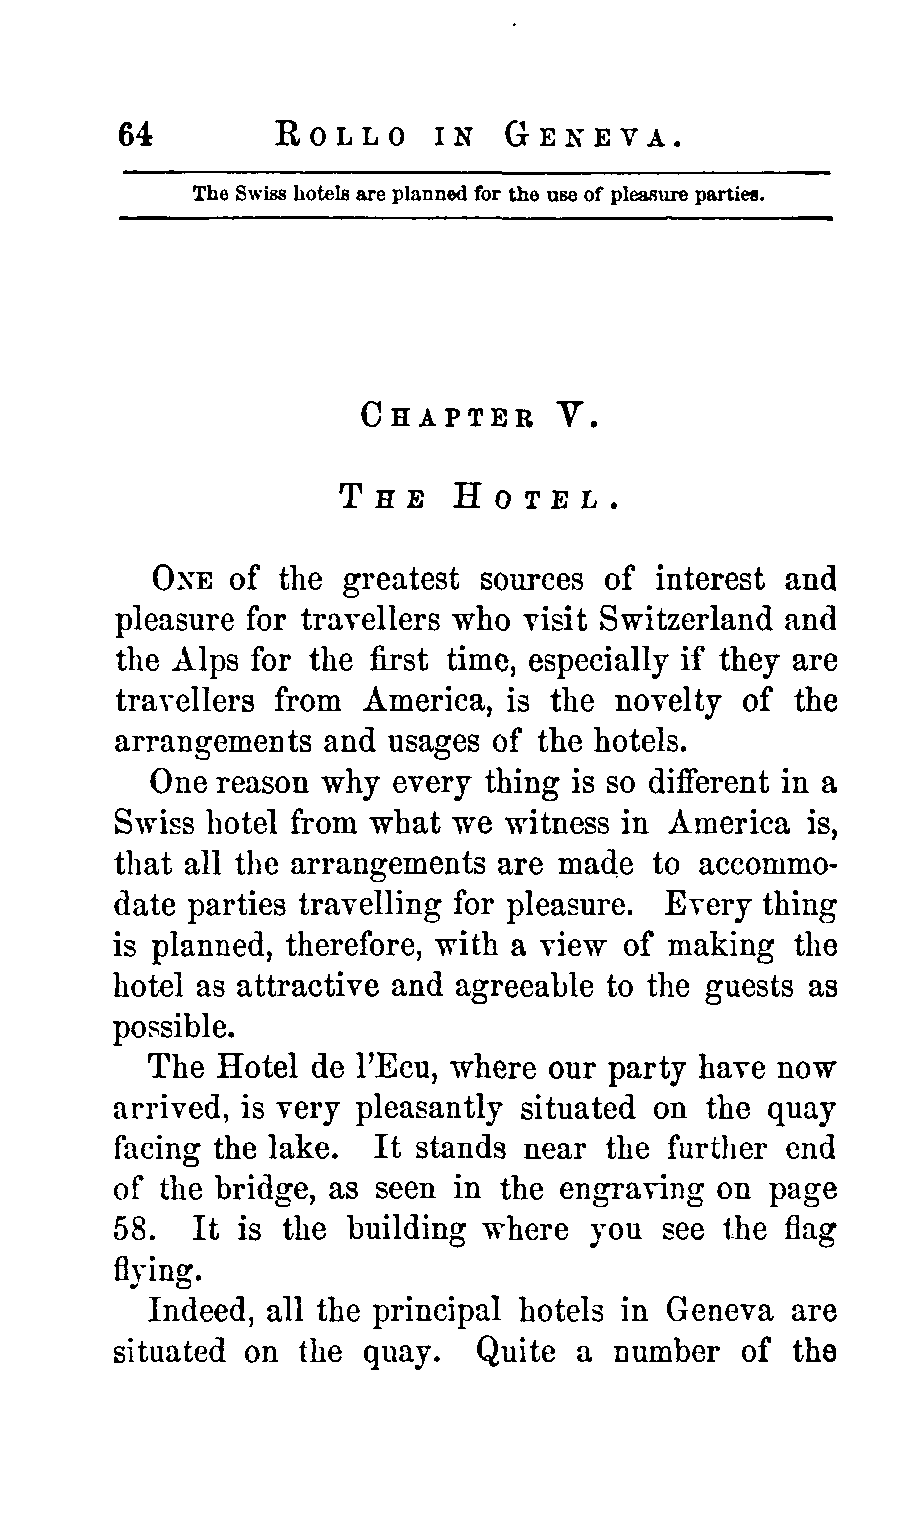 64 ROLLO IN GENEVA.
The Swiss hotels are planned for the use of pleasure parties.
CHAPTER V.
THE HOTEL.
ONE of the greatest sources of interest and
pleasure for travellers who visit Switzerland and
the Alps for the first time, especially if they are
travellers from America, is the novelty of the
arrangements and usages of the hotels.
One reason why every thing is so different in a
Swiss hotel from what we witness in America is,
that all the arrangements are made to accommo-
date parties travelling for pleasure. Every thing
is planned, therefore, with a view of making the
hotel as attractive and agreeable to the guests as
possible.
The Hotel de l'Ecu, where our party have now
arrived, is very pleasantly situated on the quay
facing the lake. It stands near the further end
of the bridge, as seen in the engraving on page
58. It is the building where you see the flag
flying.
Indeed, all the principal hotels in Geneva are
situated on the quay. Quite a number of the